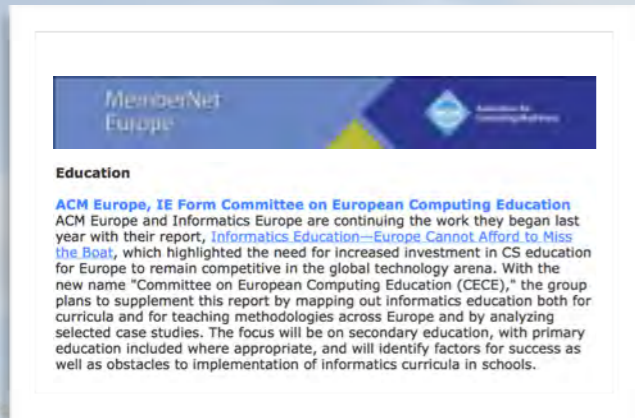 MemberNet
Europe
Association for
Computing Machinery
Education
ACM Europe, IE Form Committee on European Computing Education
ACM Europe and Informatics Europe are continuing the work they began last
year with their report, Informatics Education—Europe Cannot Afford to Miss
the Boat, which highlighted the need for increased investment in CS education
for Europe to remain competitive in the global technology arena. With the
new name "Committee on European Computing Education (CECE)," the group
plans to supplement this report by mapping out informatics education both for
curricula and for teaching methodologies across Europe and by analyzing
selected case studies. The focus will be on secondary education, with primary
education included where appropriate, and will identify factors for success as
well as obstacles to implementation of informatics curricula in schools.